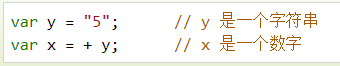 var y = "5";      // y 是一个字符串
var x = + y;      // x 是一个数字